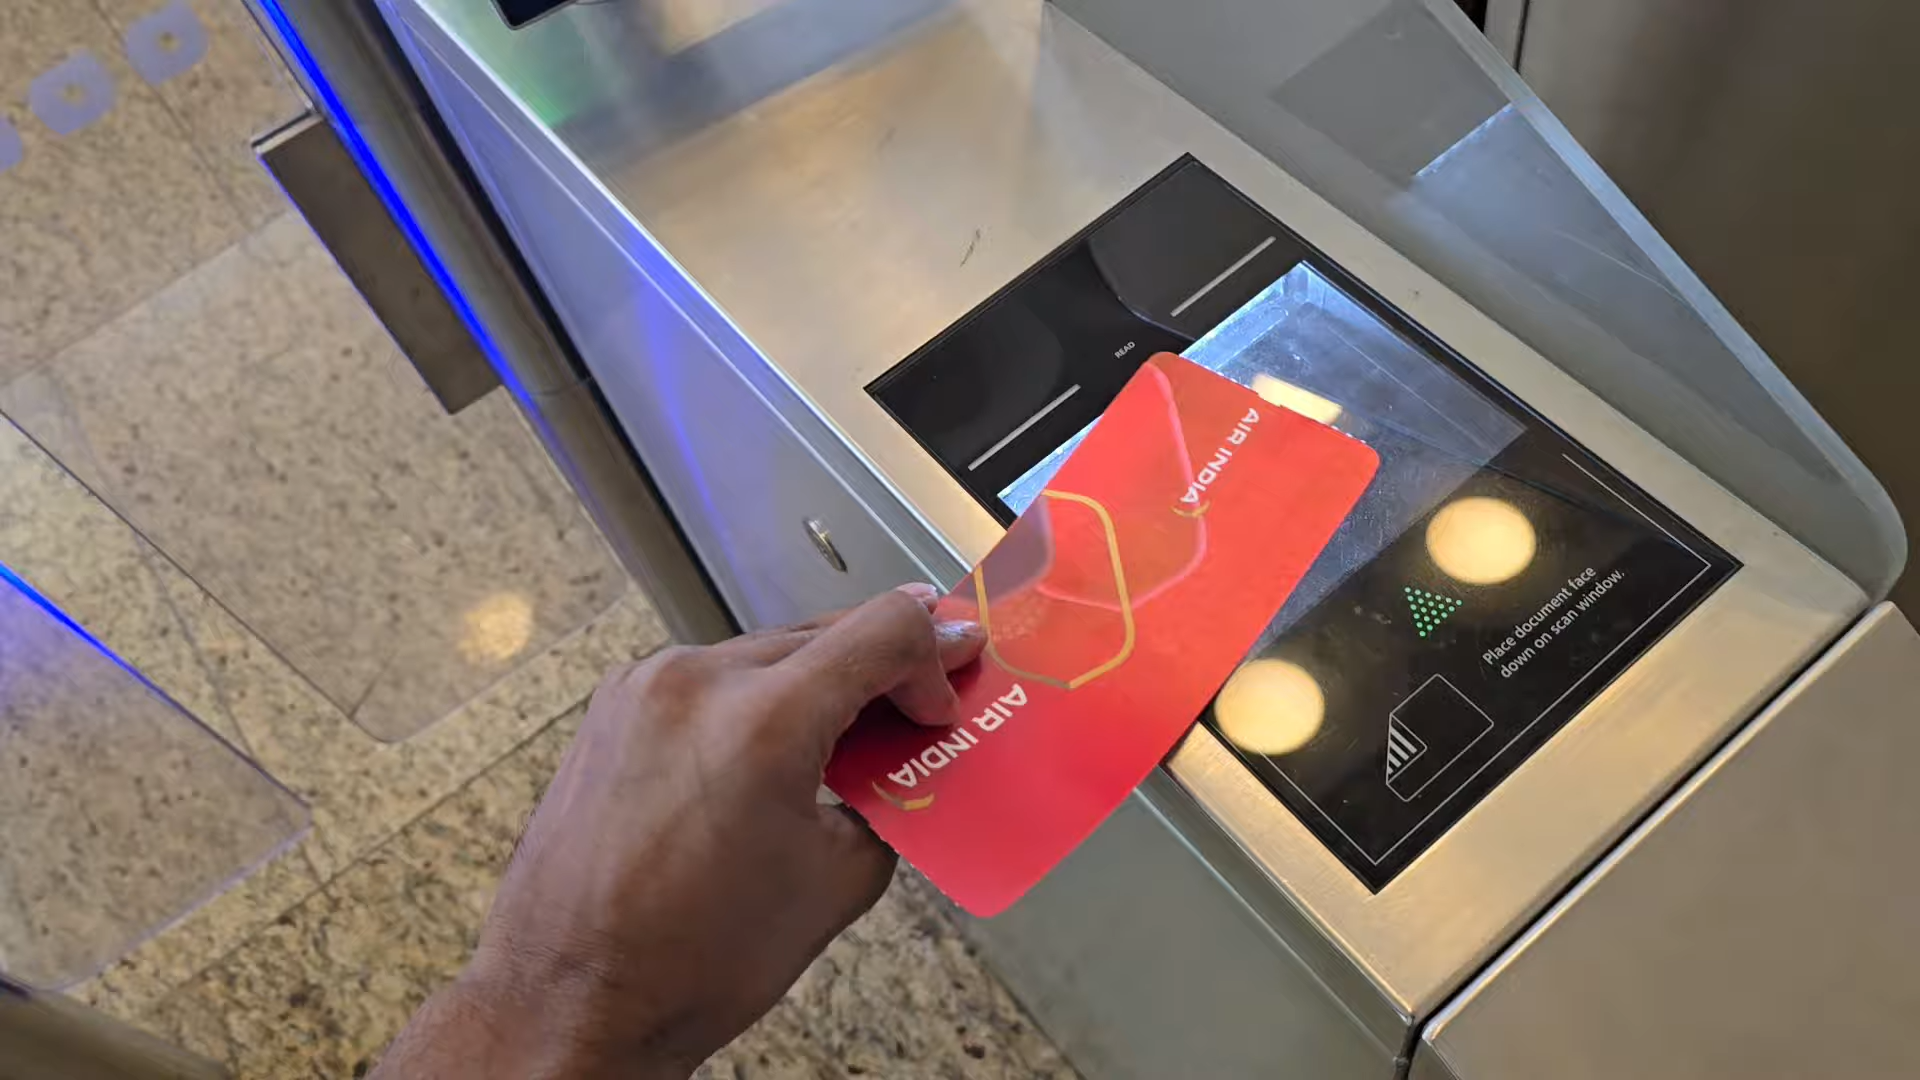 READ
AIR INDIA
AIR INDIA
Place document face
down on scan window.